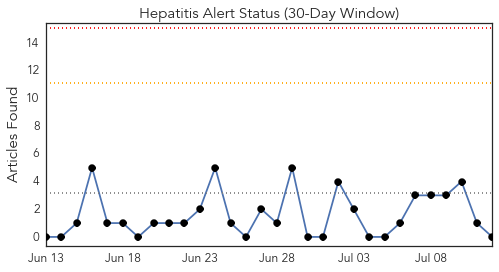 Hepatitis Alert Status (30-Day Window)
Articles Found
14
12
10
8
6
4
2
0
Jun 13 Jun 18 Jun 23 Jun 28 Jul 03 Jul 08